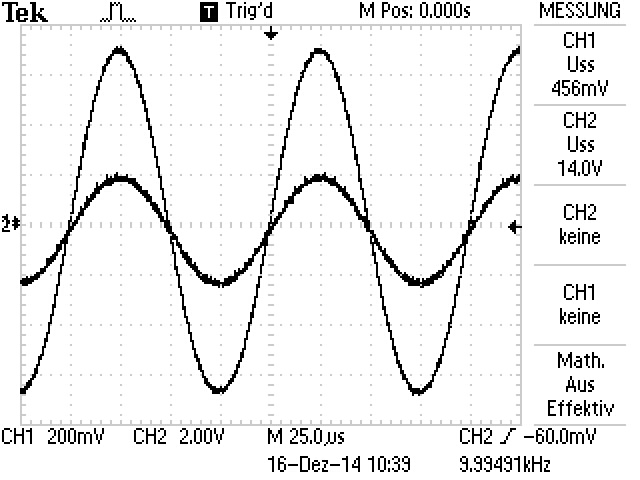 Tek T Trig'd M Pos: 0.000s MESSUNG
CH1
Uss
456mV
CH2
Uss
14.0V
CH2
keine
CH1
keine
Math.
Aus
Effektiv
CH1 200mV CH2 2.00V M 25.0µs CH2 -60.0mV
16-Dez-14 10:39 9.99491kHz